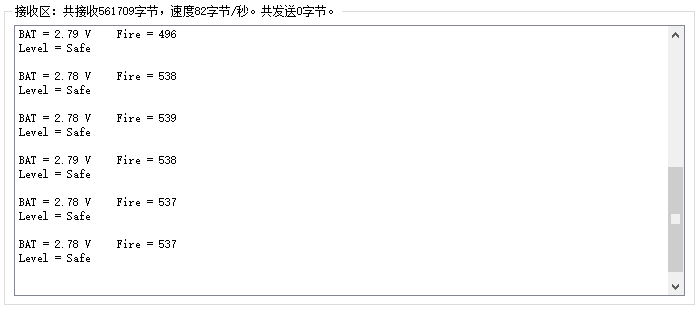 接收区：共接收561709字节，速度82字节/秒。共发送0字节。
BAT = 2.79 V    Fire = 496
Level = Safe
BAT = 2.78 V    Fire = 538
Level = Safe
BAT = 2.78 V    Fire = 539
Level = Safe
BAT = 2.79 V    Fire = 538
Level = Safe
BAT = 2.78 V    Fire = 537
Level = Safe
BAT = 2.78 V    Fire = 537
Level = Safe